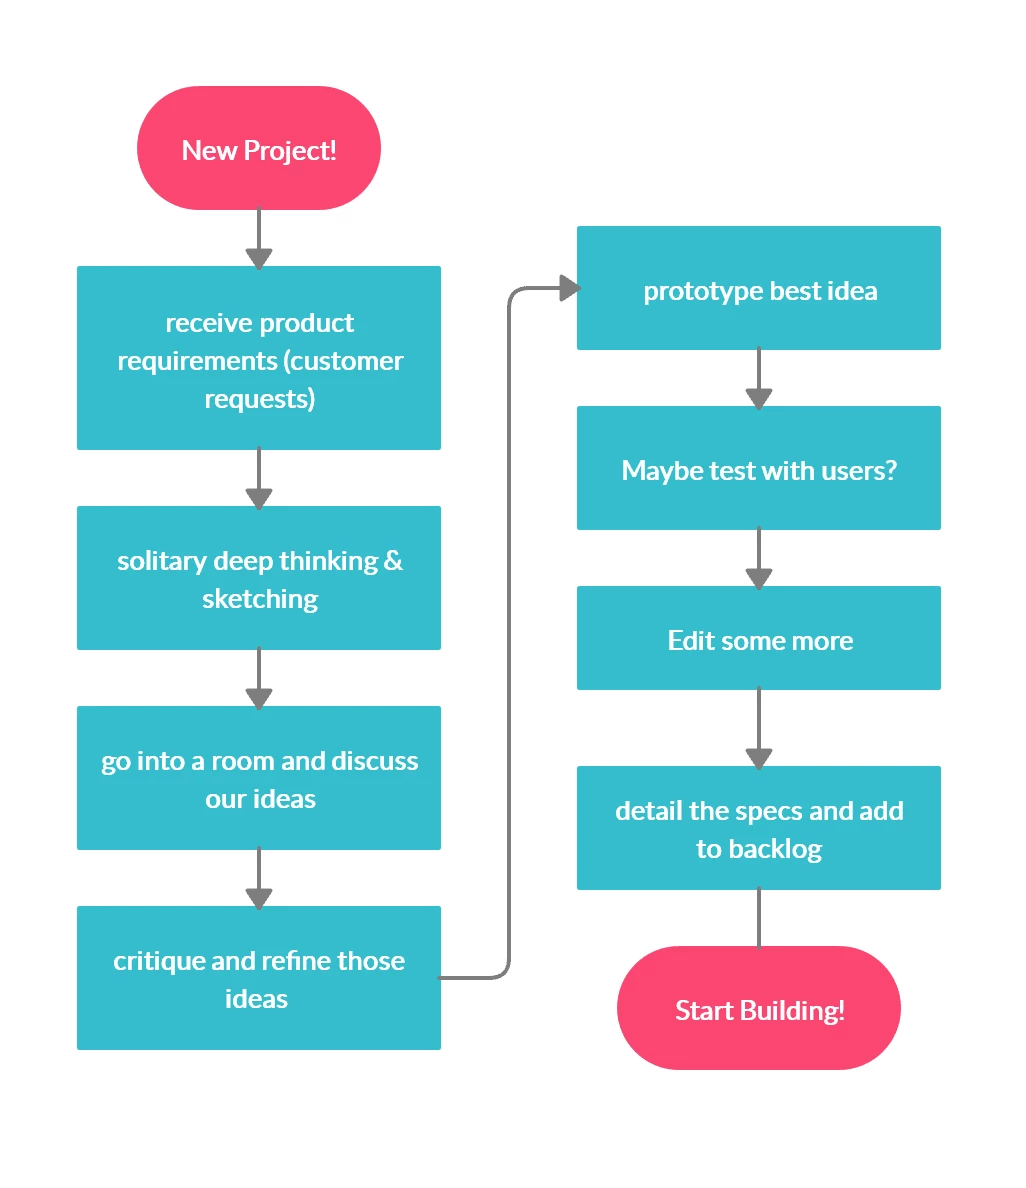 New Project!
receive product
requirements (customer
requests)
solitary deep thinking &
sketching
go into a room and discuss
our ideas
critique and refine those
ideas
prototype best idea
Maybe test with users?
Edit some more
detail the specs and add
to backlog
Start Building!